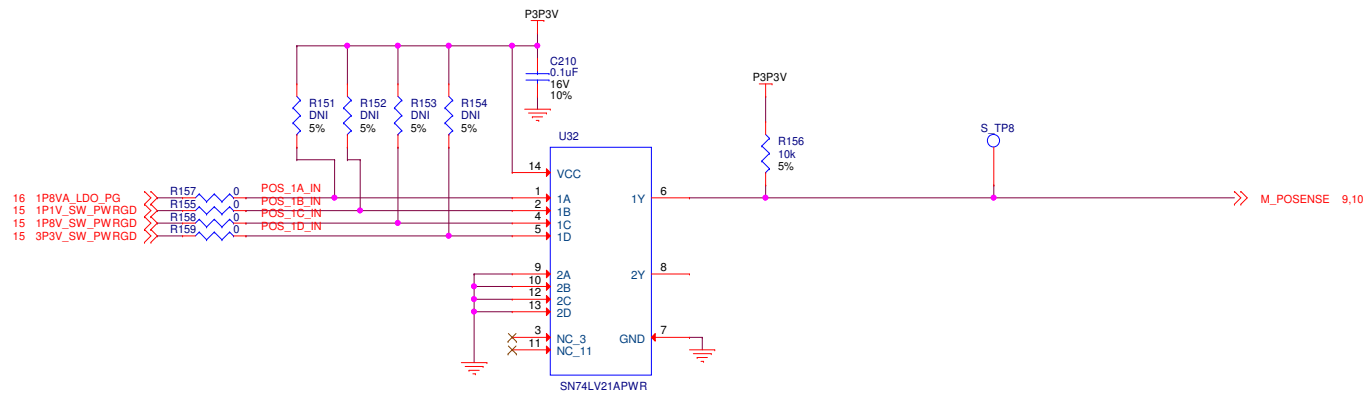 P3P3V
C210
0.1uF
16V
10%
R151
DNI
5%
R152
DNI
5%
R153
DNI
5%
R154
DNI
5%
P3P3V
R156
10k
5%
S_TP8
U32
14 VCC
16 1P8VA_LDO_PG R157 0 POS_1A_IN 1 1A 1Y 6 M_POSENSE 9,10
15 1P1V_SW_PWRGD R155 0 POS_1B_IN 2 1B
15 1P8V_SW_PWRGD R158 0 POS_1C_IN 4 1C
15 3P3V_SW_PWRGD R159 0 POS_1D_IN 5 1D
9 2A 2Y 8
10 2B
12 2C
13 2D
3 NC_3 GND 7
11 NC_11
SN74LV21APWR